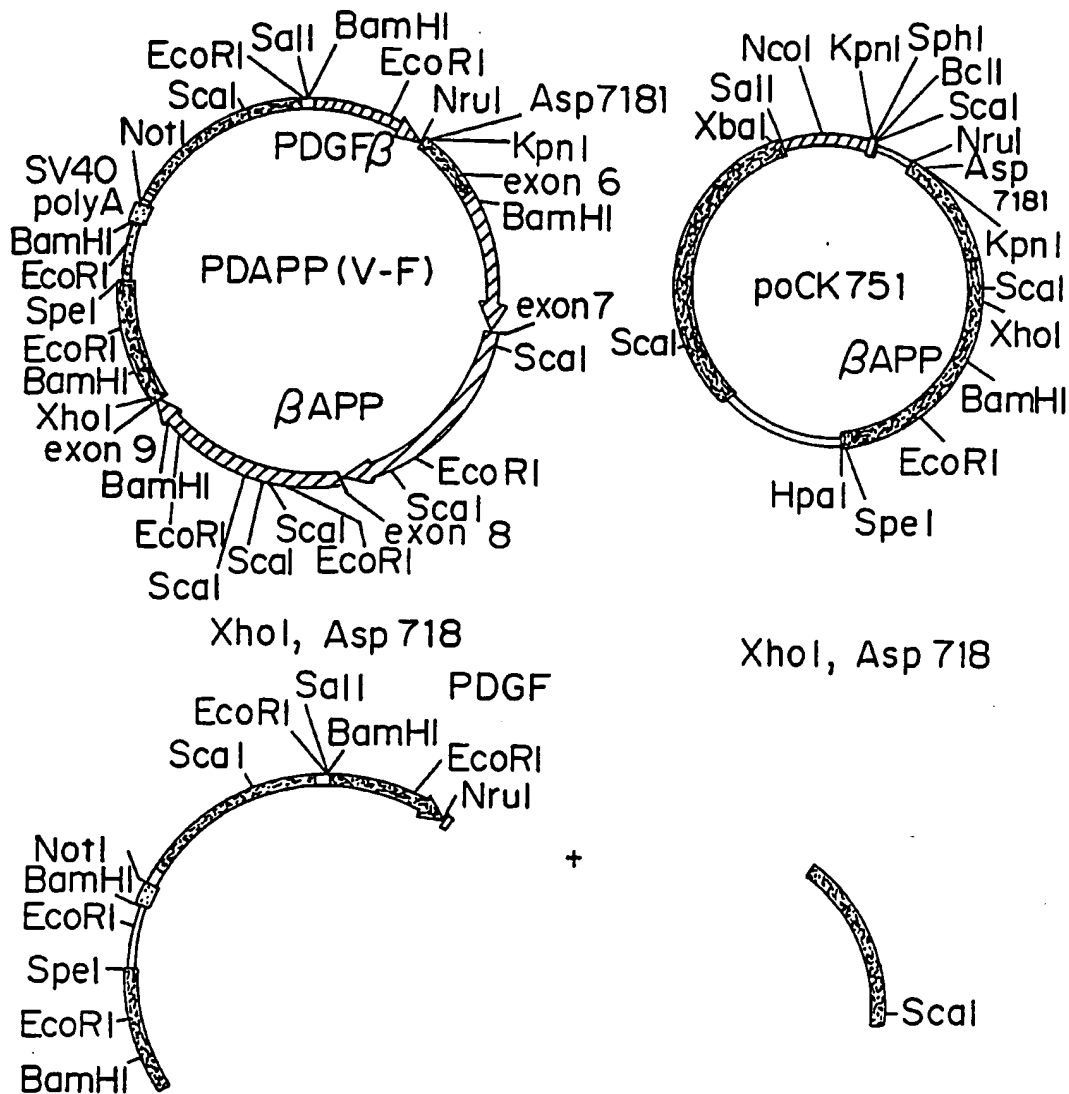 BamHI
SalI
EcoRI
EcoRI
ScaI
NruI
Asp7181
NotI
PDGFβ
KpnI
exon 6
SV40
polyA
BamHI
BamHI
EcoRI
PDAPP (V-F)
SpeI
exon7
EcoRI
ScaI
BamHI
XhoI
βAPP
exon 9
BamHI
EcoRI
ScaI
EcoRI
exon 8
ScaI
EcoRI
ScaI
ScaI
SphI
NcoI
KpnI
BclI
SalI
ScaI
XbaI
NruI
Asp
7181
KpnI
poCK751
ScaI
XhoI
ScaI
βAPP
BamHI
EcoRI
HpaI
SpeI
XhoI, Asp 718
XhoI, Asp 718
SalI
PDGF
EcoRI
BamHI
ScaI
EcoRI
NruI
NotI
BamHI
EcoRI
SpeI
EcoRI
BamHI
+
ScaI